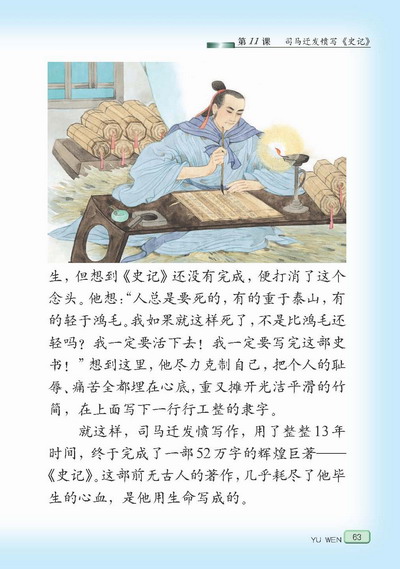 第11课 司马迁发愤写《史记》
生，但想到《史记》还没有完成，便打消了这个
念头。他想：“人总是要死的，有的重于泰山，有
的轻于鸿毛。我如果就这样死了，不是比鸿毛还
轻吗？我一定要活下去！我一定要写完这部史
书！”想到这里，他尽力克制自己，把个人的耻
辱、痛苦全都埋在心底，重又摊开光洁平滑的竹
简，在上面写下一行行工整的隶字。
就这样，司马迁发愤写作，用了整整13年
时间，终于完成了一部52万字的辉煌巨著——
《史记》。这部前无古人的著作，几乎耗尽了他毕
生的心血，是他用生命写成的。
YU WEN 63